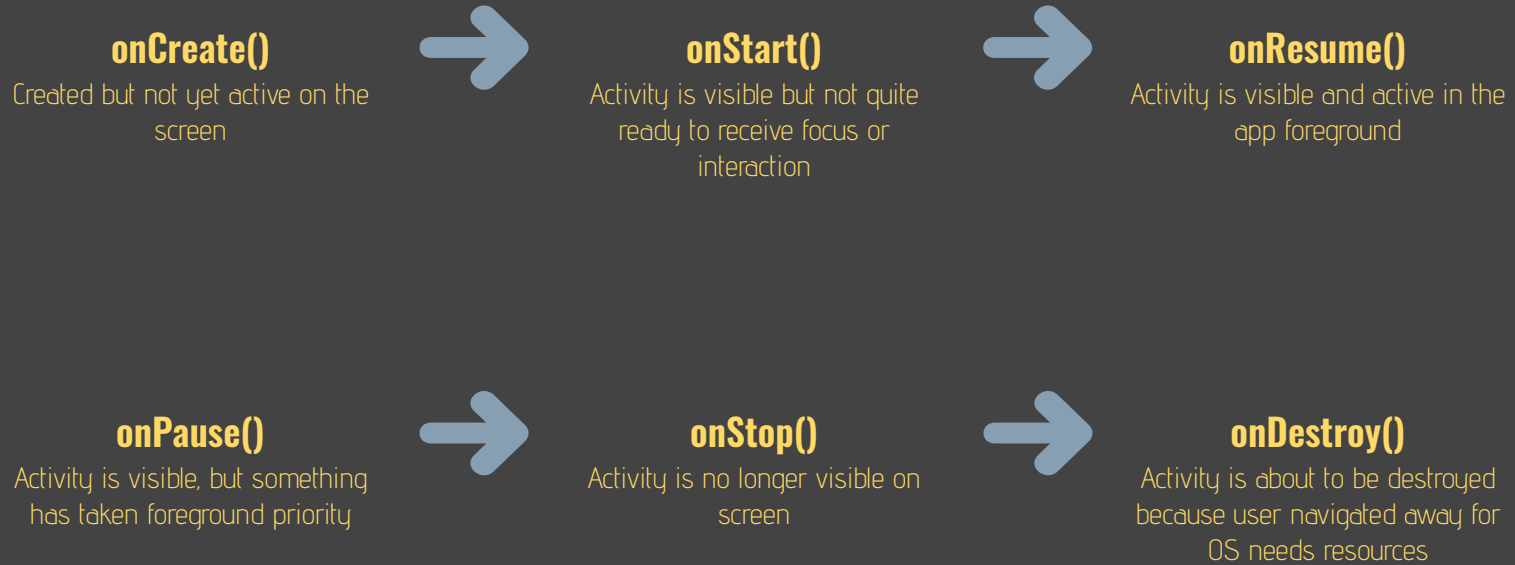 onCreate()
Created but not yet active on the
screen
onStart()
Activity is visible but not quite
ready to receive focus or
interaction
onResume()
Activity is visible and active in the
app foreground
onPause()
Activity is visible, but something
has taken foreground priority
onStop()
Activity is no longer visible on
screen
onDestroy()
Activity is about to be destroyed
because user navigated away for
OS needs resources